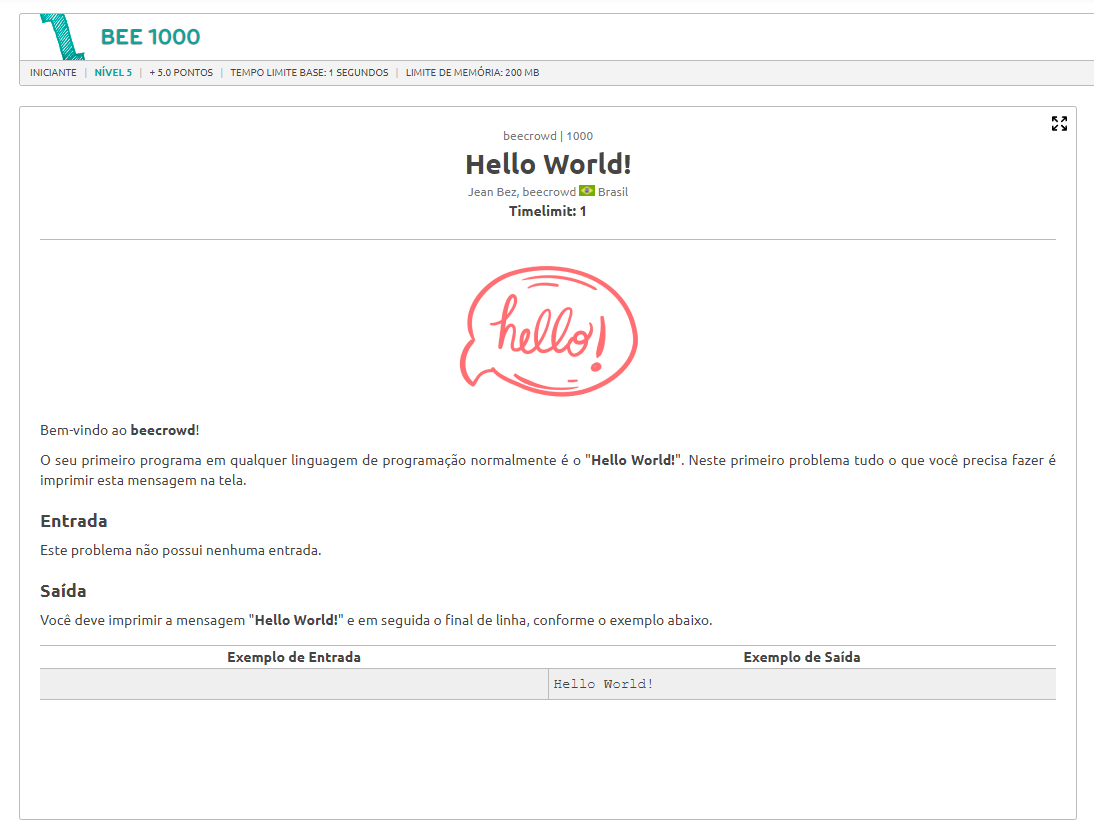 BEE 1000
INICIANTE | NÍVEL 5 | + 5.0 PONTOS | TEMPO LIMITE BASE: 1 SEGUNDOS | LIMITE DE MEMÓRIA: 200 MB
beecrowd | 1000
Hello World!
Jean Bez, beecrowd Brasil
Timelimit: 1
hello!
Bem-vindo ao beecrowd!
O seu primeiro programa em qualquer linguagem de programação normalmente é o "Hello World!". Neste primeiro problema tudo o que você precisa fazer é
imprimir esta mensagem na tela.
Entrada
Este problema não possui nenhuma entrada.
Saída
Você deve imprimir a mensagem "Hello World!" e em seguida o final de linha, conforme o exemplo abaixo.
Exemplo de Entrada Exemplo de Saída
Hello World!